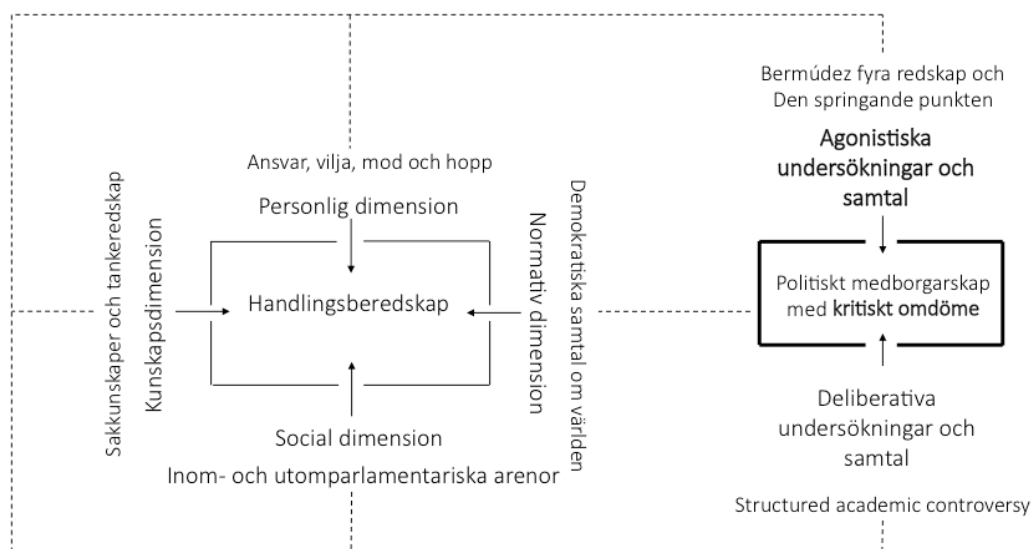 Bermúdez fyra redskap och
Den springande punkten
Agonistiska
undersökningar och
samtal
Ansvar, vilja, mod och hopp
Personlig dimension
Sakkunskaper och tankeredskap
Kunskapsdimension
Handlingsberedskap
Normativ dimension
Demokratiska samtal om världen
Politiskt medborgarskap
med kritiskt omdöme
Social dimension
Inom- och utomparlamentariska arenor
Deliberativa
undersökningar och
samtal
Structured academic controversy